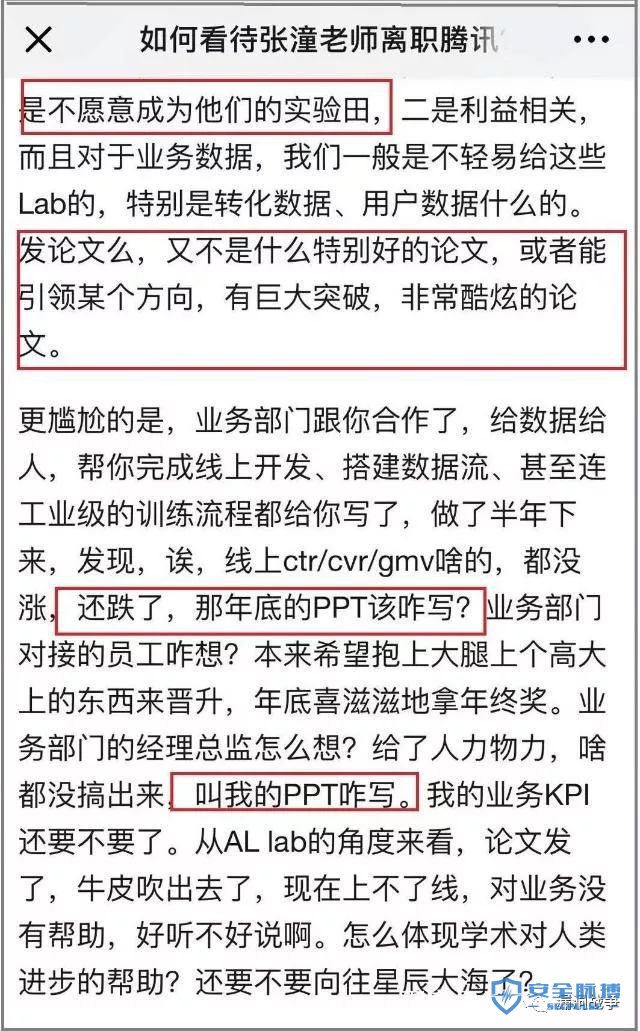 如何看待张潼老师离职腾讯
是不愿意成为他们的实验田，二是利益相关，
而且对于业务数据，我们一般是不轻易给这些
Lab的，特别是转化数据、用户数据什么的。
发论文么，又不是什么特别好的论文，或者能
引领某个方向，有巨大突破，非常酷炫的论
文。
更尴尬的是，业务部门跟你合作了，给数据给
人，帮你完成线上开发、搭建数据流、甚至连
工业级的训练流程都给你写了，做了半年下
来，发现，诶，线上ctr/cvr/gmv啥的，都没
涨，还跌了，那年底的PPT该咋写？业务部门
对接的员工咋想？本来希望抱上大腿上个高大
上的东西来晋升，年底喜滋滋地拿年终奖。业
务部门的经理总监怎么想？给了人力物力，啥
都没搞出来，叫我的PPT咋写。我的业务KPI
还要不要了。从AL lab的角度来看，论文发
了，牛皮吹出去了，现在上不了线，对业务没
有帮助，好听不好说啊。怎么体现学术对人类
进步的帮助？还要不要向往星辰大海了？
安全脉搏